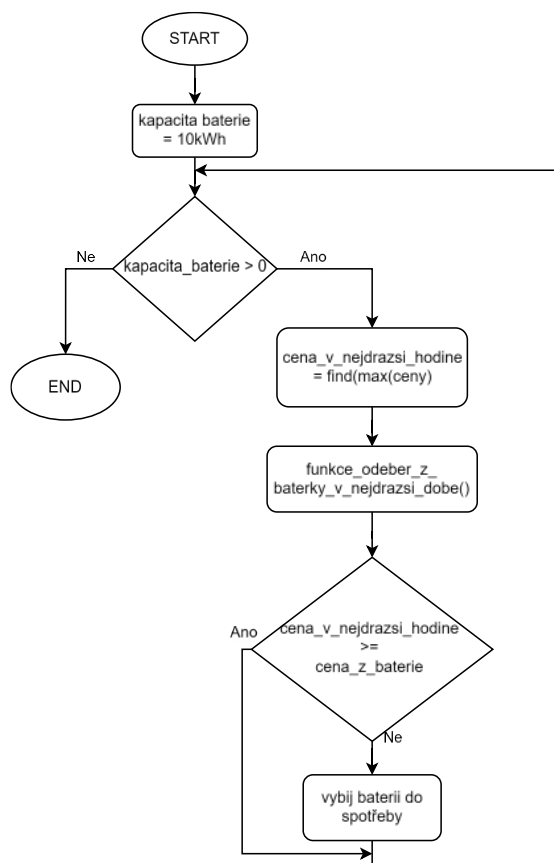 START
kapacita baterie
= 10kWh
kapacita_baterie > 0
Ne
Ano
END
cena_v_nejdrazsi_hodine
= find(max(ceny)
funkce_odeber_z_
baterky_v_nejdrazsi_dobe()
cena_v_nejdrazsi_hodine
>=
cena_z_baterie
Ano
Ne
vybij baterii do
spotřeby